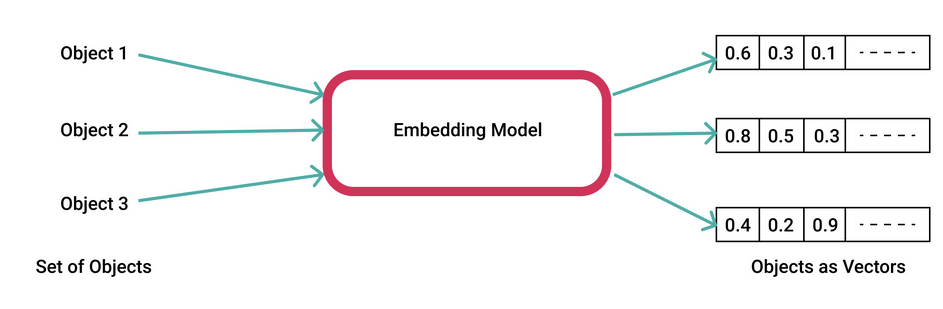 Object 1
Object 2
Object 3
Set of Objects
Embedding Model
0.6 0.3 0.1 - - - - -
0.8 0.5 0.3 - - - - -
0.4 0.2 0.9 - - - - -
Objects as Vectors